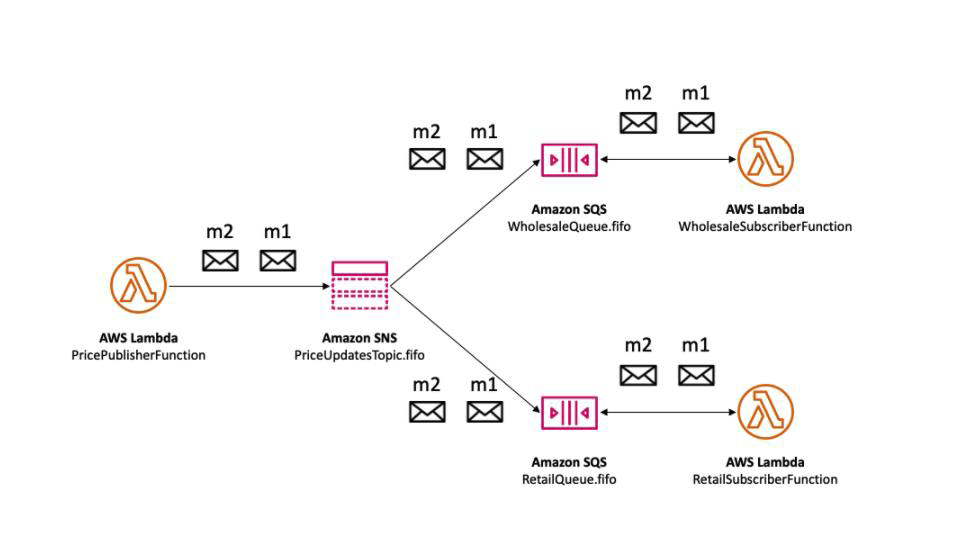 m2 m1
m2 m1
Amazon SQS
WholesaleQueue.fifo
AWS Lambda
WholesaleSubscriberFunction
m2 m1
AWS Lambda
PricePublisherFunction
Amazon SNS
PriceUpdatesTopic.fifo
m2 m1
m2 m1
Amazon SQS
RetailQueue.fifo
AWS Lambda
RetailSubscriberFunction